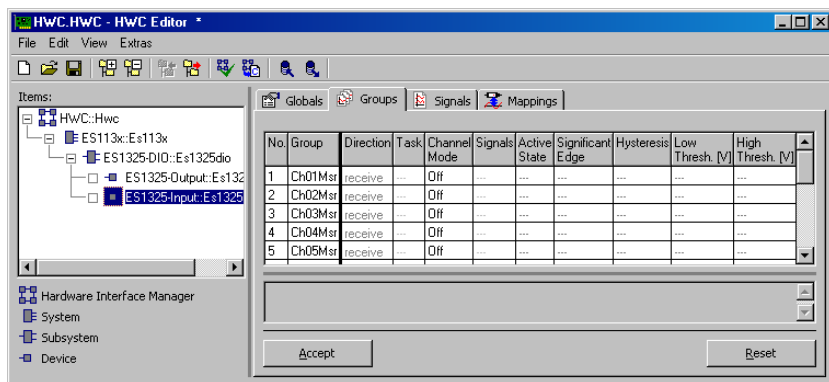 HWC.HWC - HWC Editor *
File Edit View Extras
Items:
HWC::Hwc
ES113x::Es113x
ES1325-DIO::Es1325dio
ES1325-Output::Es132
ES1325-Input::Es1325
Hardware Interface Manager
System
Subsystem
Device
Globals Groups Signals Mappings
No. Group Direction Task Channel Mode Signals Active State Significant Edge Hysteresis Low Thresh. [V] High Thresh. [V]
1 Ch01Msr receive --- Off --- --- --- --- --- ---
2 Ch02Msr receive --- Off --- --- --- --- --- ---
3 Ch03Msr receive --- Off --- --- --- --- --- ---
4 Ch04Msr receive --- Off --- --- --- --- --- ---
5 Ch05Msr receive --- Off --- --- --- --- --- ---
Accept Reset